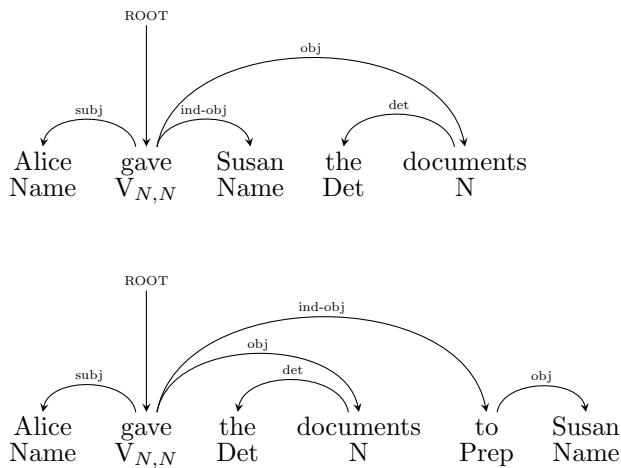 ROOT
obj
subj ind-obj det
Alice gave Susan the documents
Name V_{N,N} Name Det N
ROOT
ind-obj
obj
subj det obj
Alice gave the documents to Susan
Name V_{N,N} Det N Prep Name